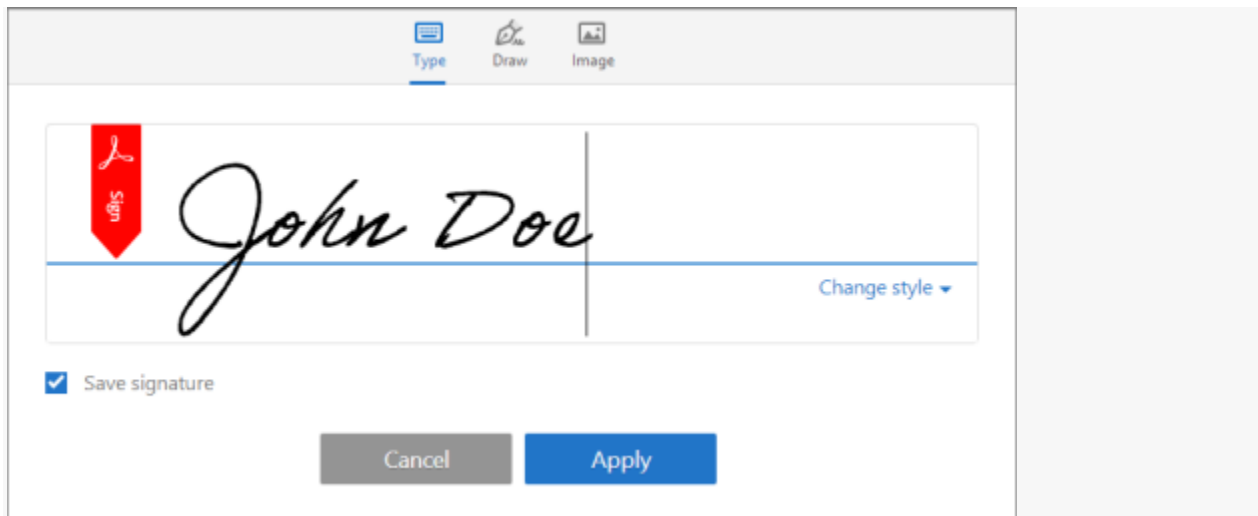 Type Draw Image
Sign
John Doe
Change style
Save signature
Cancel Apply